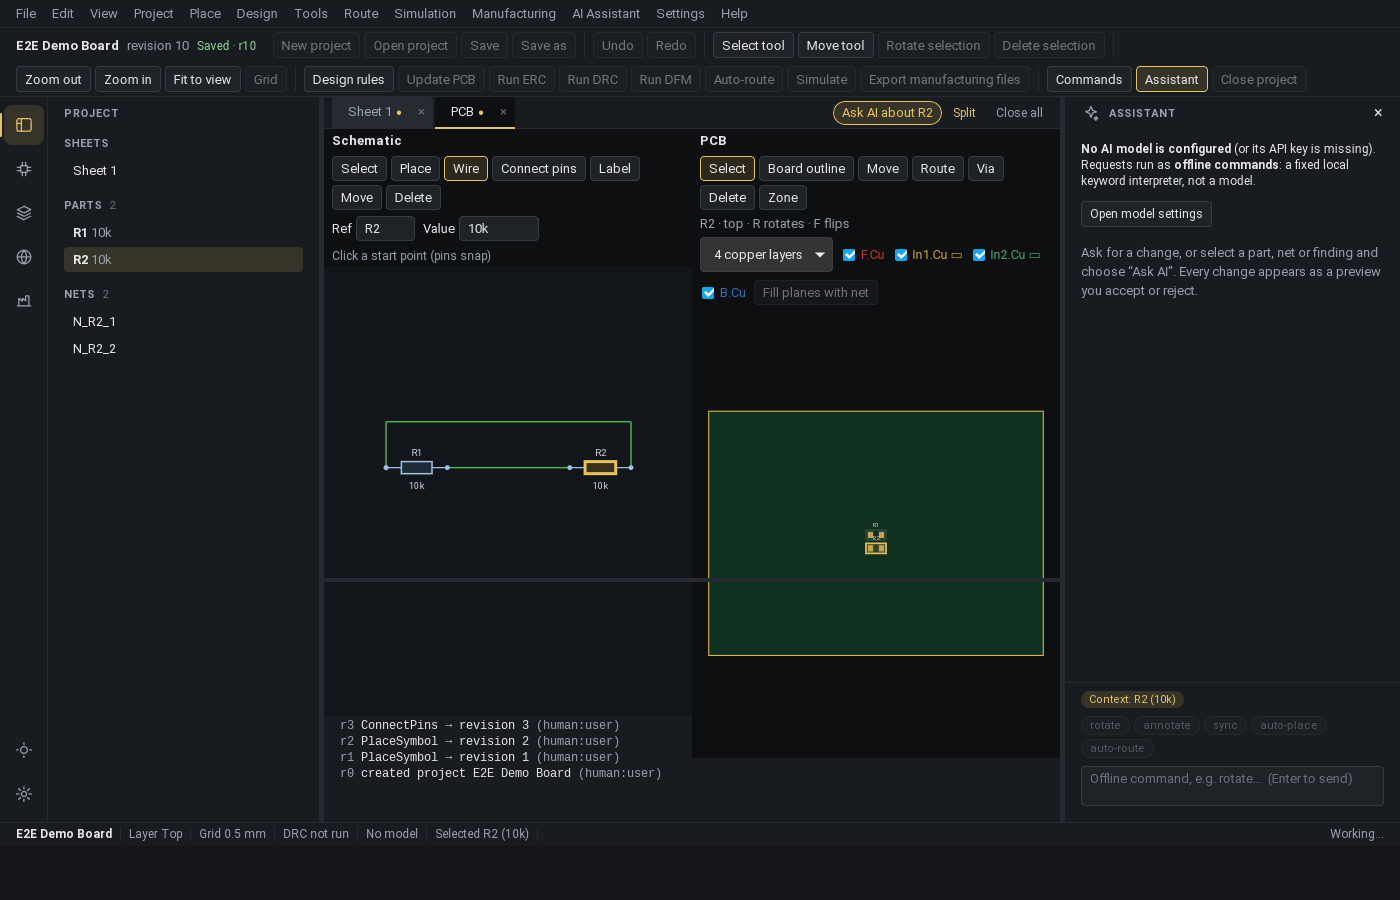 File Edit View Project Place Design Tools Route Simulation Manufacturing AI Assistant Settings Help
E2E Demo Board revision 10 Saved · r10 New project Open project Save Save as Undo Redo Select tool Move tool Rotate selection Delete selection
Zoom out Zoom in Fit to view Grid Design rules Update PCB Run ERC Run DRC Run DFM Auto-route Simulate Export manufacturing files Commands Assistant Close project
PROJECT
SHEETS
Sheet 1
PARTS 2
R1 10k
R2 10k
NETS 2
N_R2_1
N_R2_2
Sheet 1 • × PCB • × Ask AI about R2 Split Close all
Schematic
Select Place Wire Connect pins Label
Move Delete
Ref R2 Value 10k
Click a start point (pins snap)
R1 R2
10k 10k
r3 ConnectPins → revision 3 (human:user)
r2 PlaceSymbol → revision 2 (human:user)
r1 PlaceSymbol → revision 1 (human:user)
r0 created project E2E Demo Board (human:user)
PCB
Select Board outline Move Route Via
Delete Zone
R2 · top · R rotates · F flips
4 copper layers F.Cu In1.Cu ▭ In2.Cu ▭
B.Cu Fill planes with net
R1
ASSISTANT ×
No AI model is configured (or its API key is missing).
Requests run as offline commands: a fixed local
keyword interpreter, not a model.
Open model settings
Ask for a change, or select a part, net or finding and
choose “Ask AI”. Every change appears as a preview
you accept or reject.
Context: R2 (10k)
rotate annotate sync auto-place
auto-route
Offline command, e.g. rotate… (Enter to send)
E2E Demo Board Layer Top Grid 0.5 mm DRC not run No model Selected R2 (10k) Working…